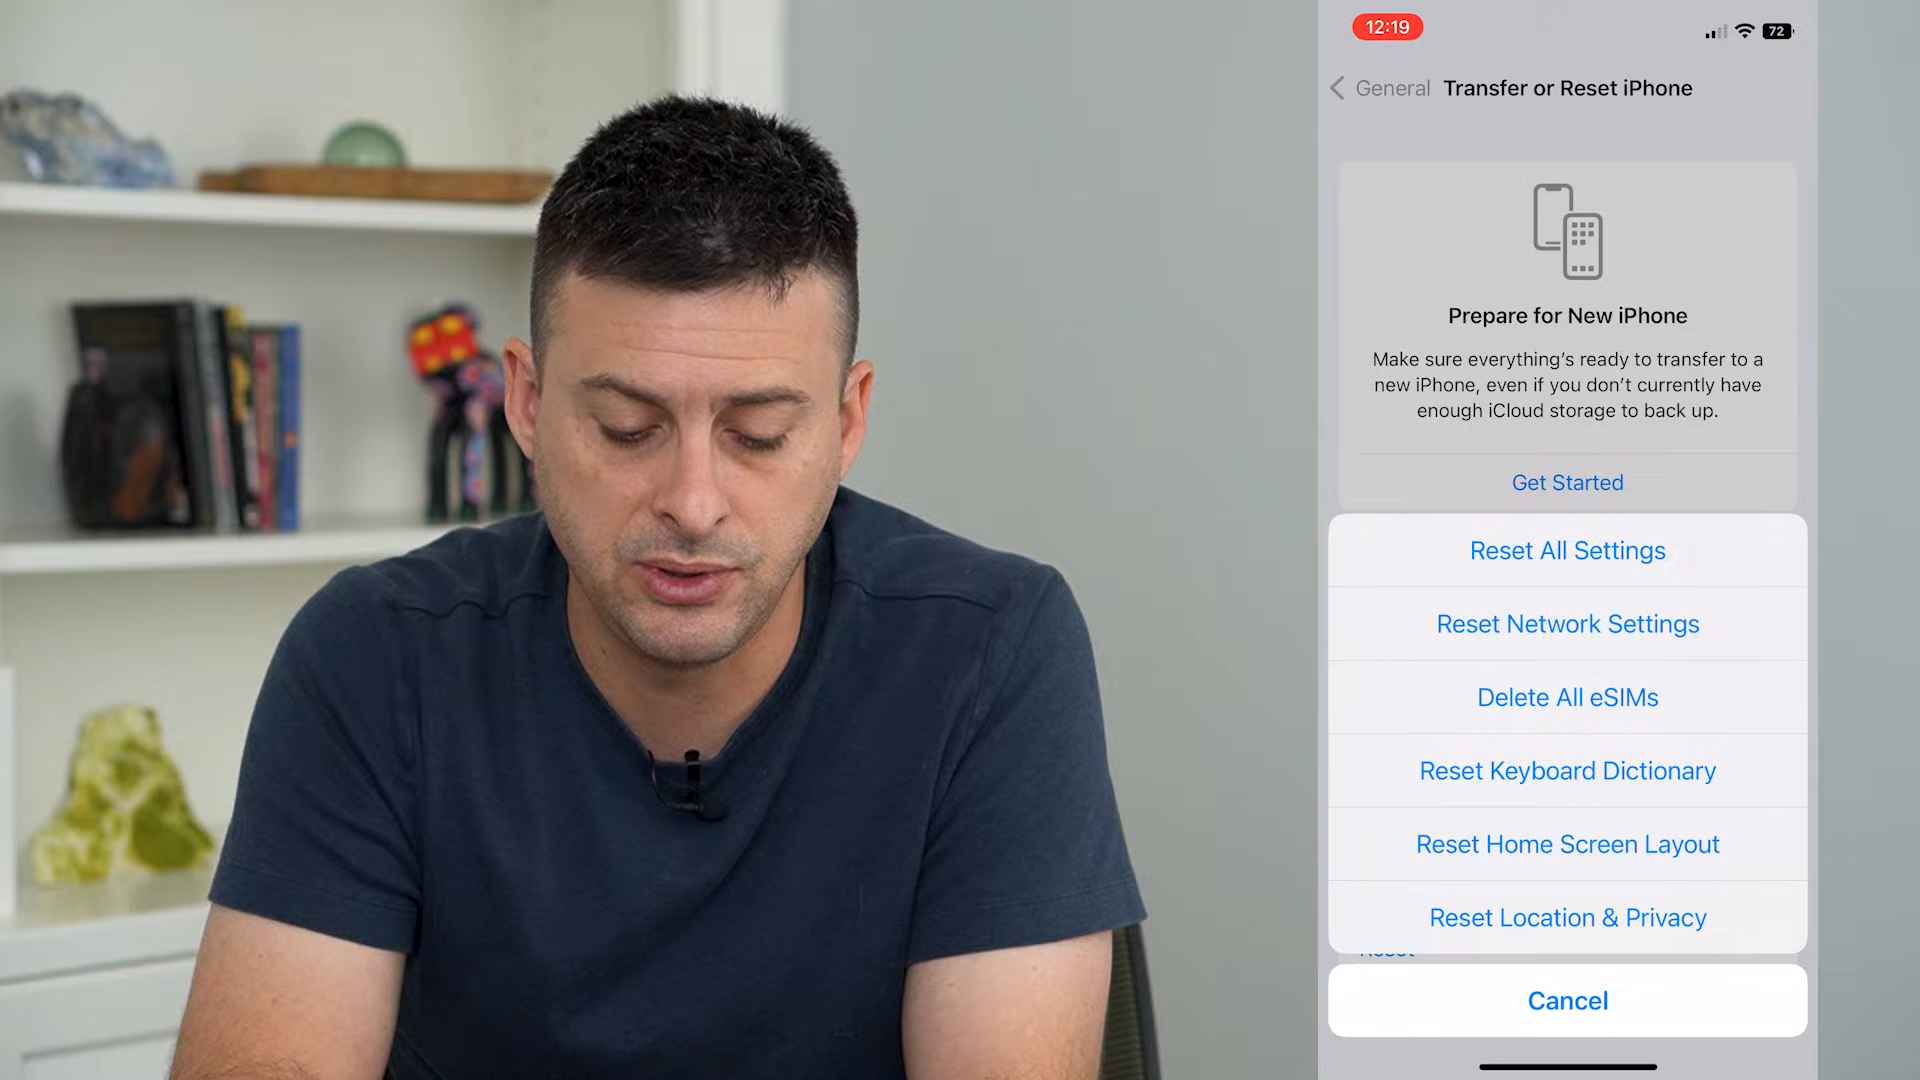 12:19
72
General Transfer or Reset iPhone
Prepare for New iPhone
Make sure everything's ready to transfer to a
new iPhone, even if you don't currently have
enough iCloud storage to back up.
Get Started
Reset All Settings
Reset Network Settings
Delete All eSIMs
Reset Keyboard Dictionary
Reset Home Screen Layout
Reset Location & Privacy
Reset
Cancel